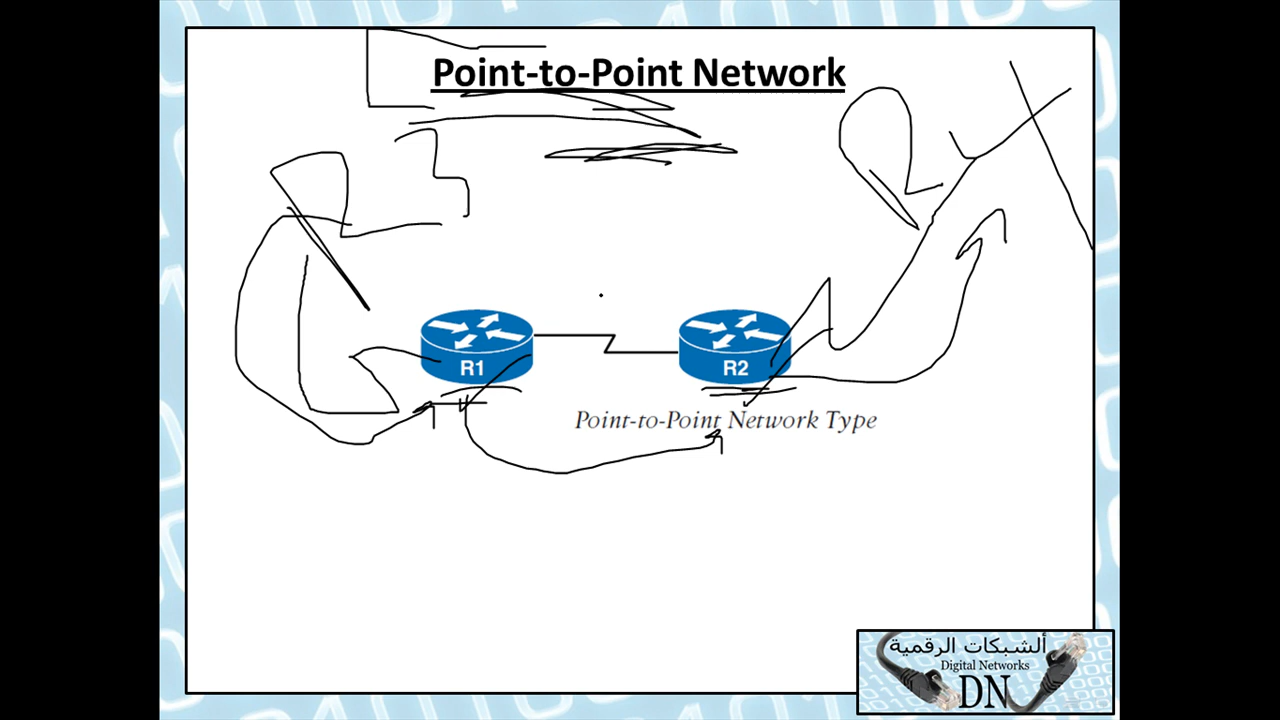 Point-to-Point Network
R1
R2
Point-to-Point Network Type
ألشبكات الرقمية
Digital Networks
DN